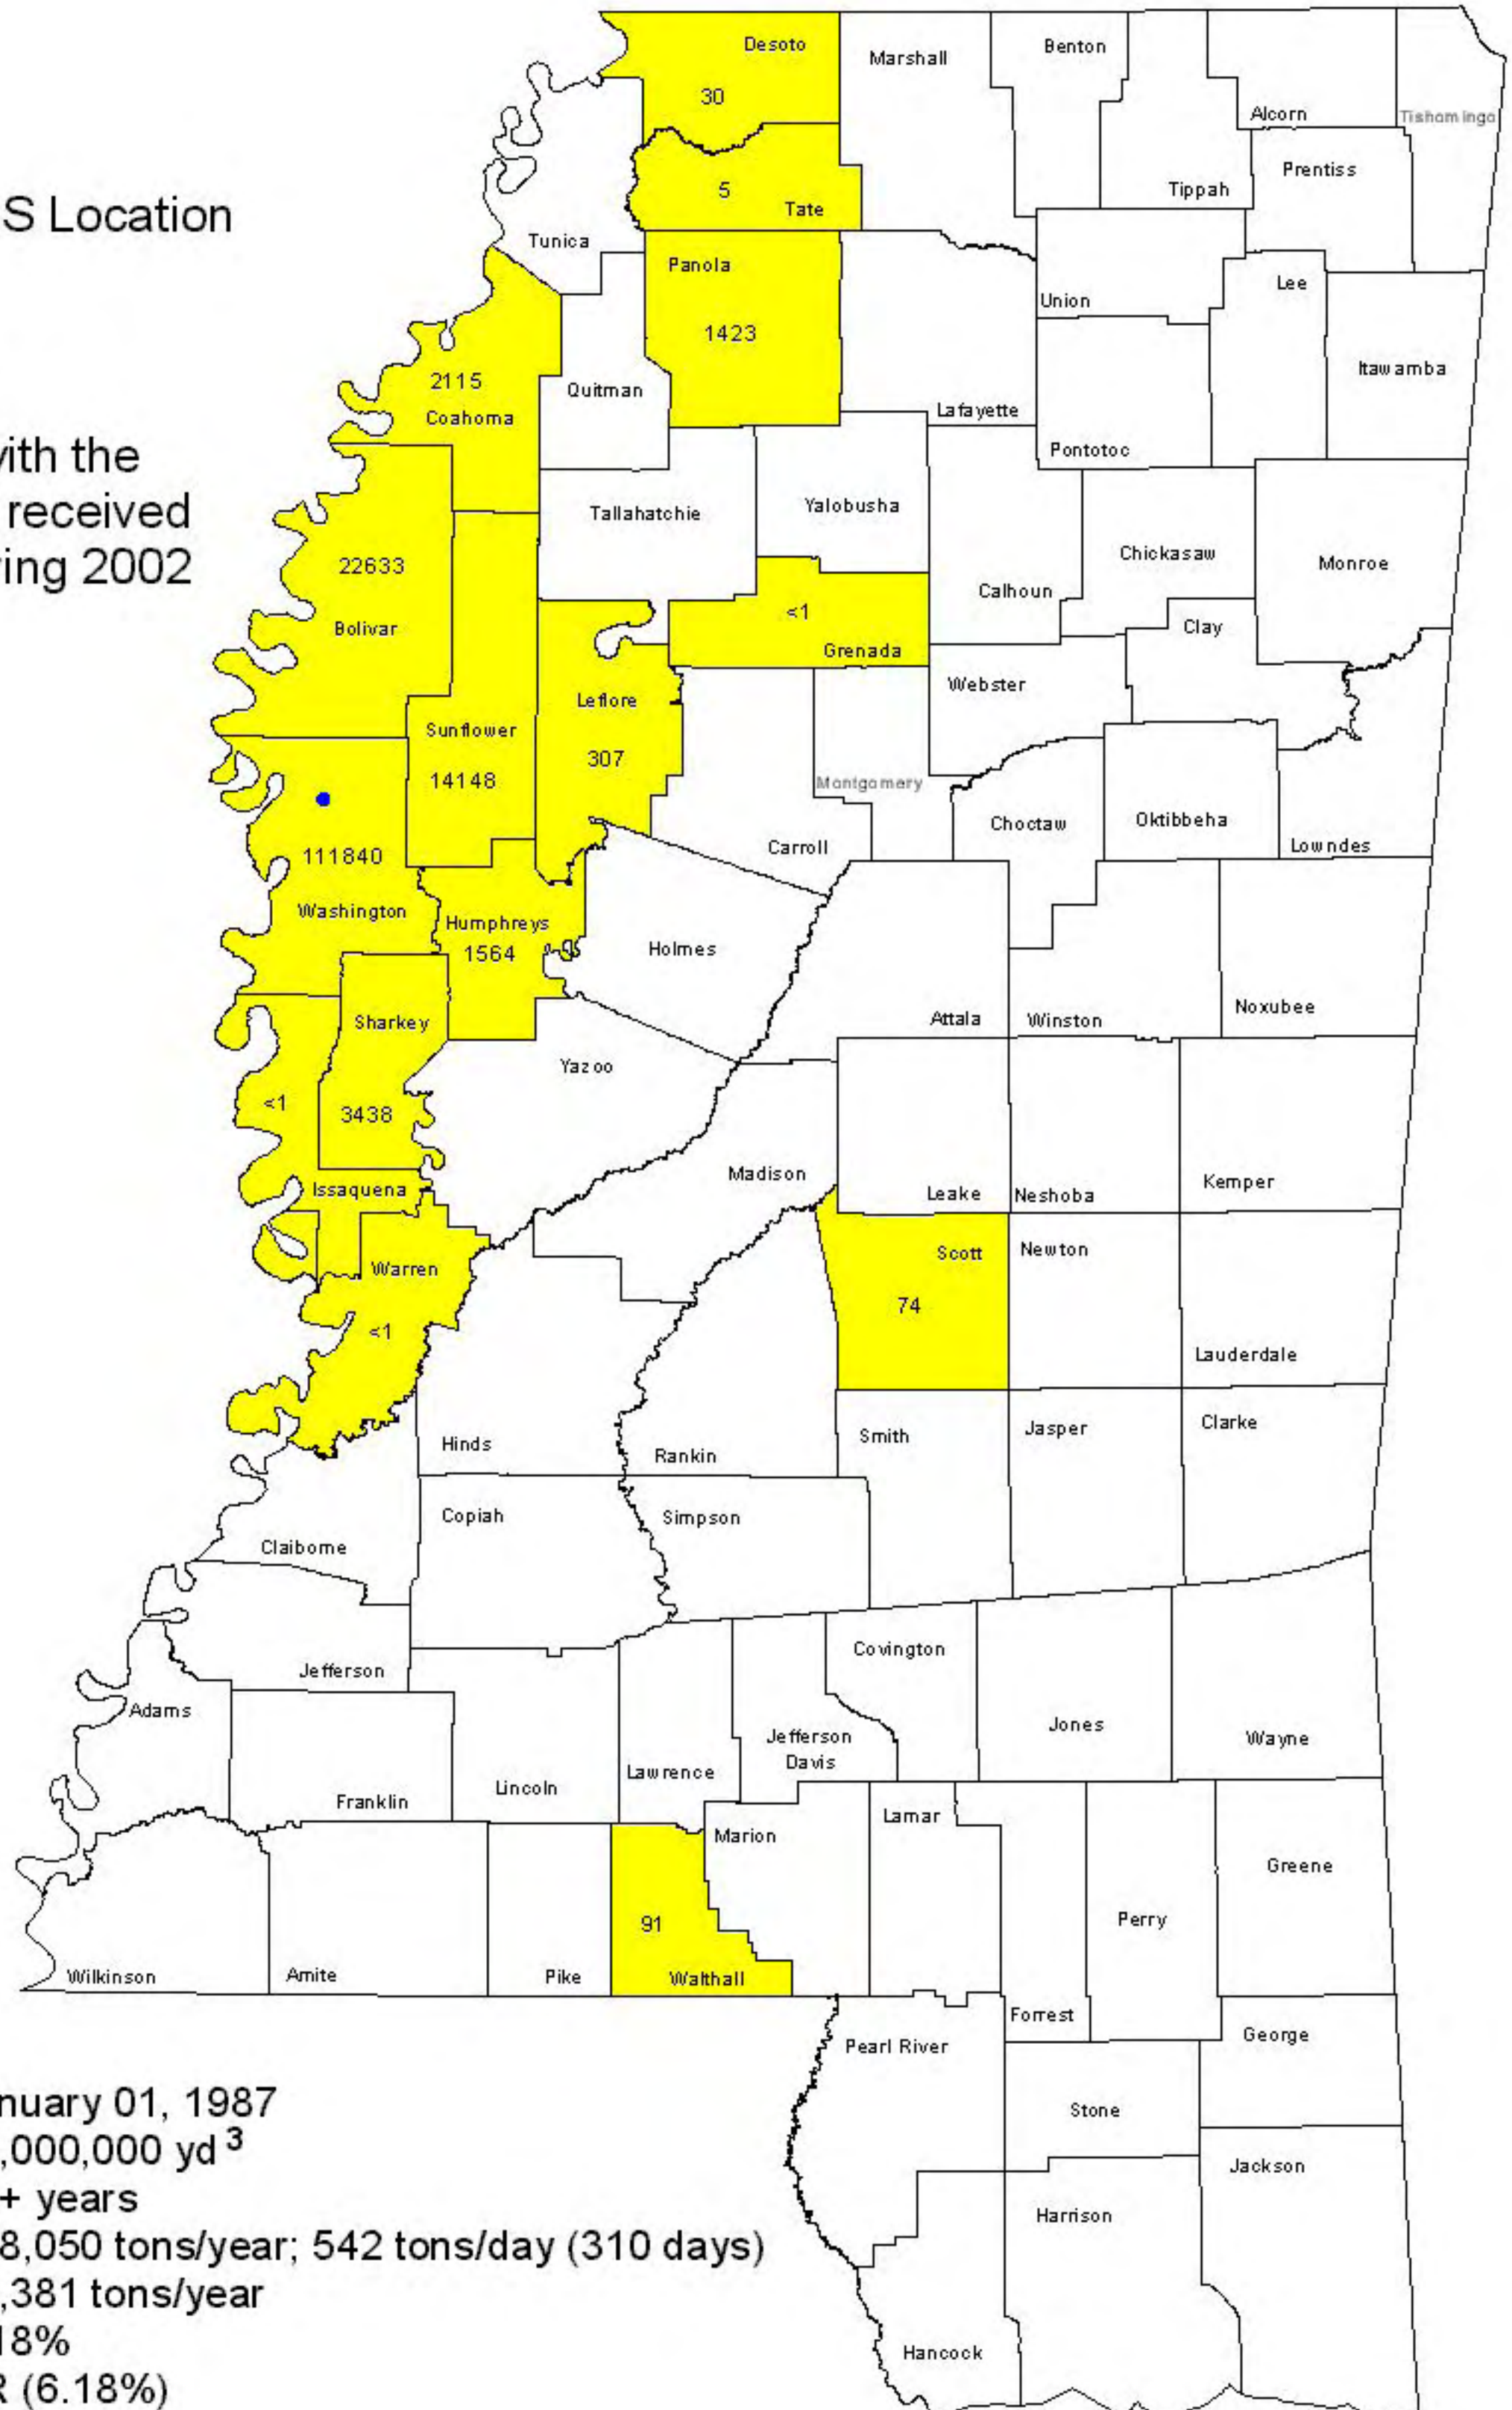 S Location
with the
received
ring 2002
Desoto
30
Marshall
Benton
Alcorn
Tishomingo
Prentiss
Tippah
5
Tate
Tunica
Panola
1423
Union
Lee
Itawamba
2115
Coahoma
Quitman
Lafayette
Pontotoc
Tallahatchie
Yalobusha
22633
Bolivar
Chickasaw
Monroe
Calhoun
<1
Grenada
Clay
Webster
Leflore
307
Sunflower
14148
Montgomery
Choctaw
Oktibbeha
Lowndes
Carroll
111840
Washington
Humphreys
1564
Holmes
Attala
Winston
Noxubee
Sharkey
3438
<1
Issaquena
Yazoo
Madison
Leake
Neshoba
Kemper
Warren
<1
Scott
74
Newton
Lauderdale
Hinds
Rankin
Smith
Jasper
Clarke
Claiborne
Copiah
Simpson
Jefferson
Adams
Covington
Jones
Wayne
Jefferson
Davis
Lawrence
Lincoln
Franklin
Lamar
Marion
Greene
Perry
91
Walthall
Wilkinson
Amite
Pike
Forrest
George
Pearl River
Stone
Jackson
Harrison
Hancock
nuary 01, 1987
,000,000 yd³
+ years
8,050 tons/year; 542 tons/day (310 days)
,381 tons/year
18%
R (6.18%)